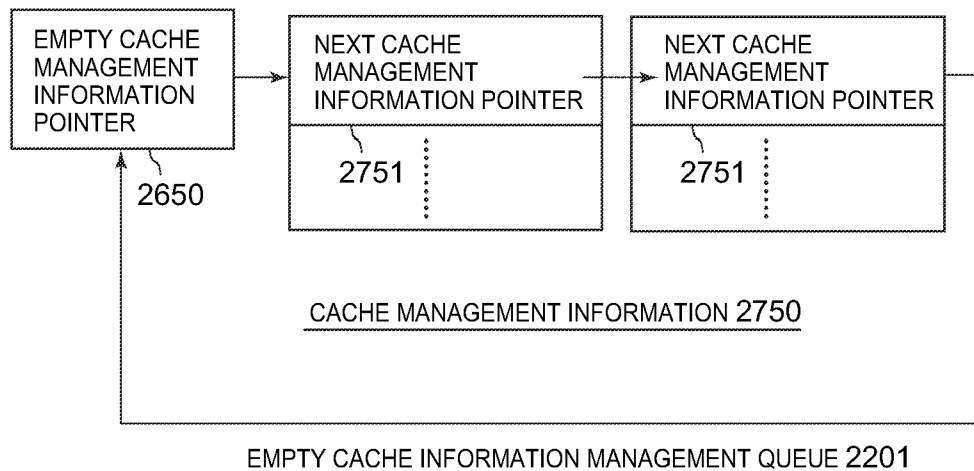 EMPTY CACHE
MANAGEMENT
INFORMATION
POINTER
2650
NEXT CACHE
MANAGEMENT
INFORMATION POINTER
2751
NEXT CACHE
MANAGEMENT
INFORMATION POINTER
2751
CACHE MANAGEMENT INFORMATION 2750
EMPTY CACHE INFORMATION MANAGEMENT QUEUE 2201